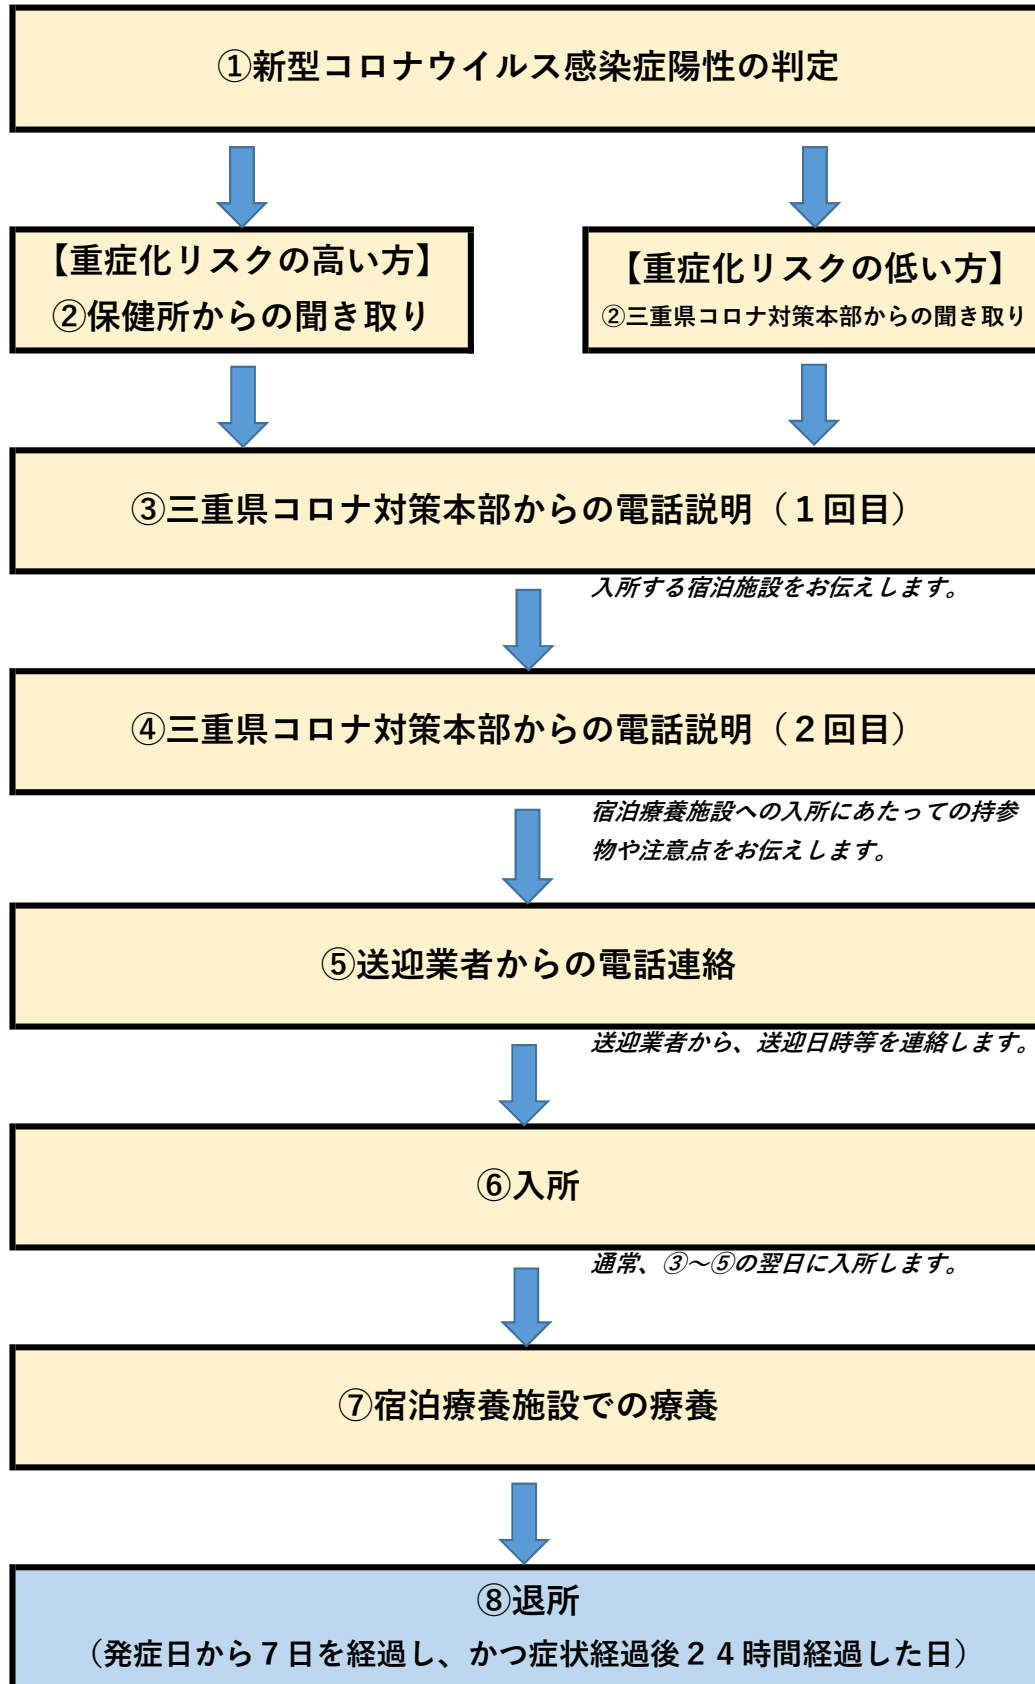 ①新型コロナウイルス感染症陽性の判定
【重症化リスクの高い方】
②保健所からの聞き取り
【重症化リスクの低い方】
②三重県コロナ対策本部からの聞き取り
③三重県コロナ対策本部からの電話説明（１回目）
入所する宿泊施設をお伝えします。
④三重県コロナ対策本部からの電話説明（２回目）
宿泊療養施設への入所にあたっての持参
物や注意点をお伝えします。
⑤送迎業者からの電話連絡
送迎業者から、送迎日時等を連絡します。
⑥入所
通常、③～⑤の翌日に入所します。
⑦宿泊療養施設での療養
⑧退所
（発症日から７日を経過し、かつ症状経過後２４時間経過した日）